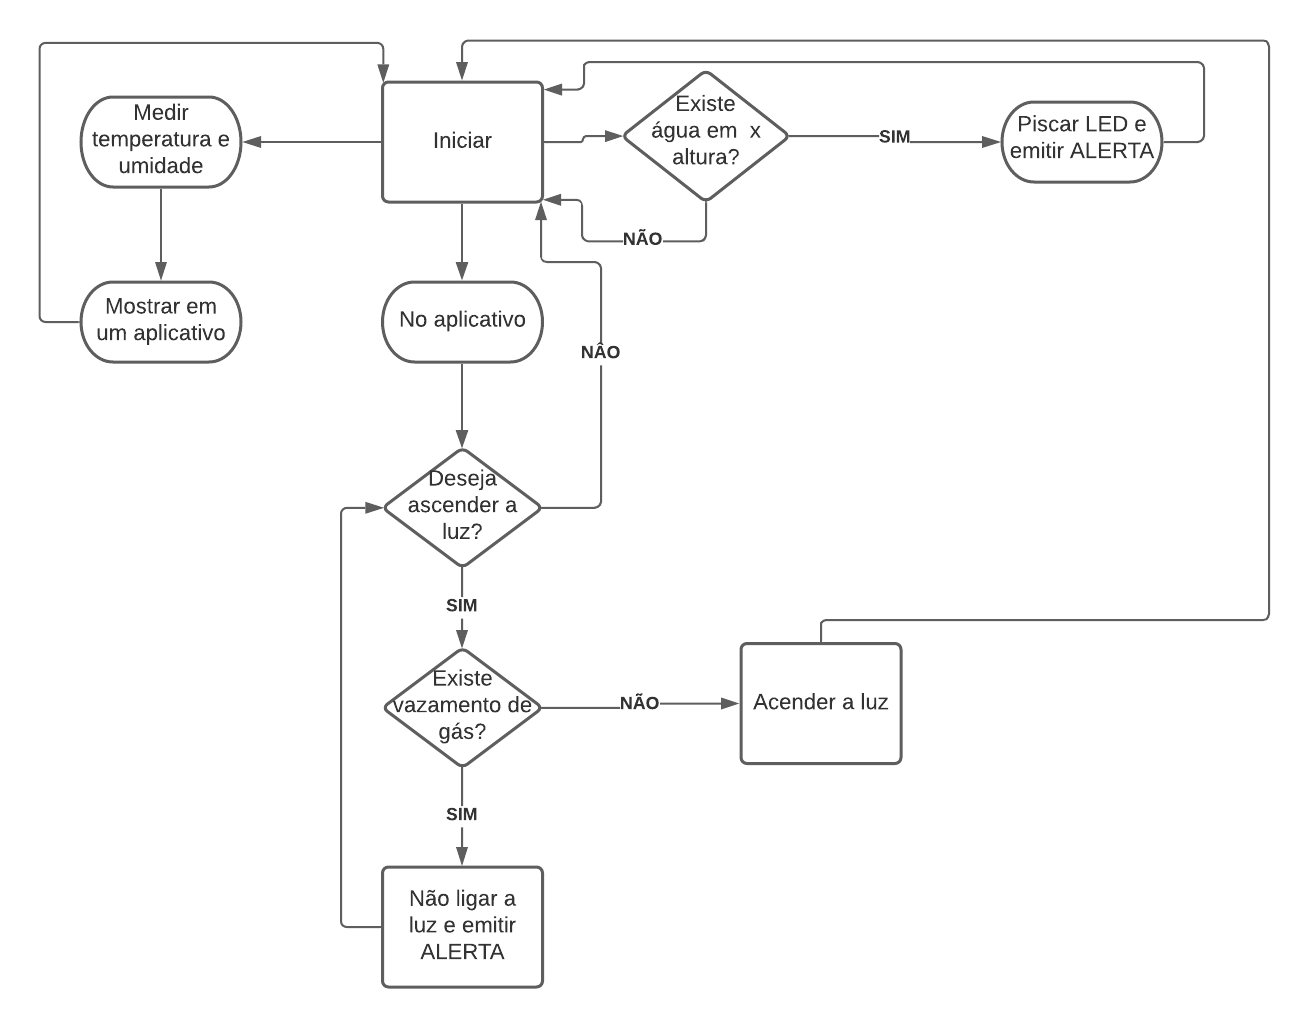 Medir
temperatura e
umidade
Iniciar
Existe
água em  x
altura?
SIM
Piscar LED e
emitir ALERTA
NÃO
Mostrar em
um aplicativo
No aplicativo
NÃO
Deseja
ascender a
luz?
SIM
Existe
vazamento de
gás?
NÃO
Acender a luz
SIM
Não ligar a
luz e emitir
ALERTA